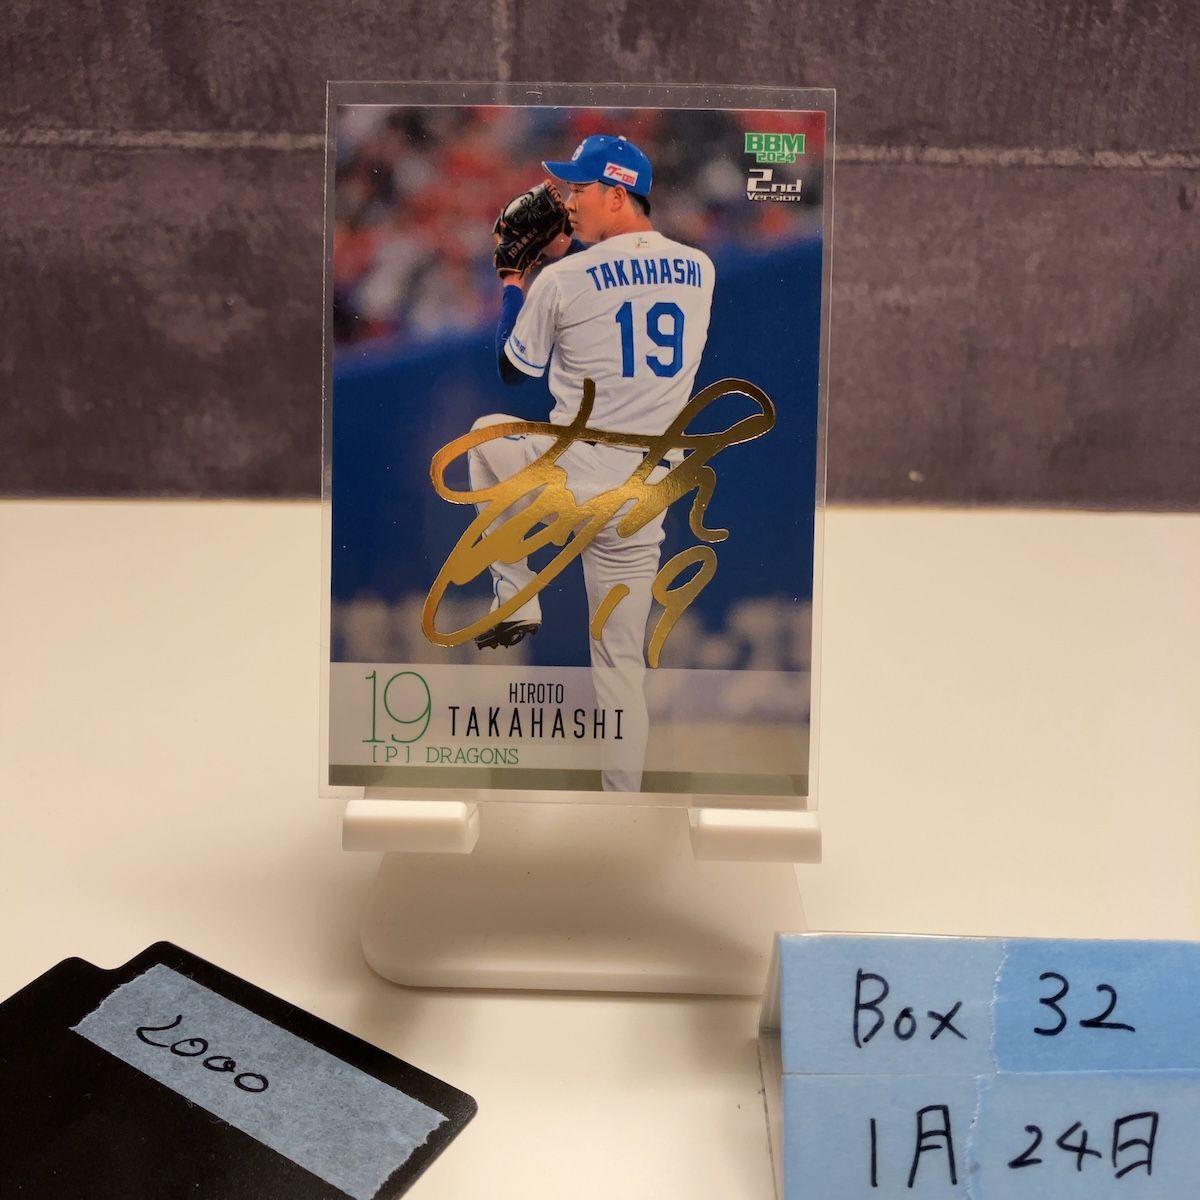 BBM
2024
2nd
Version
TAKAHASHI
19
19
19
HIROTO
TAKAHASHI
[P] DRAGONS
2000
Box 32
1月 24日